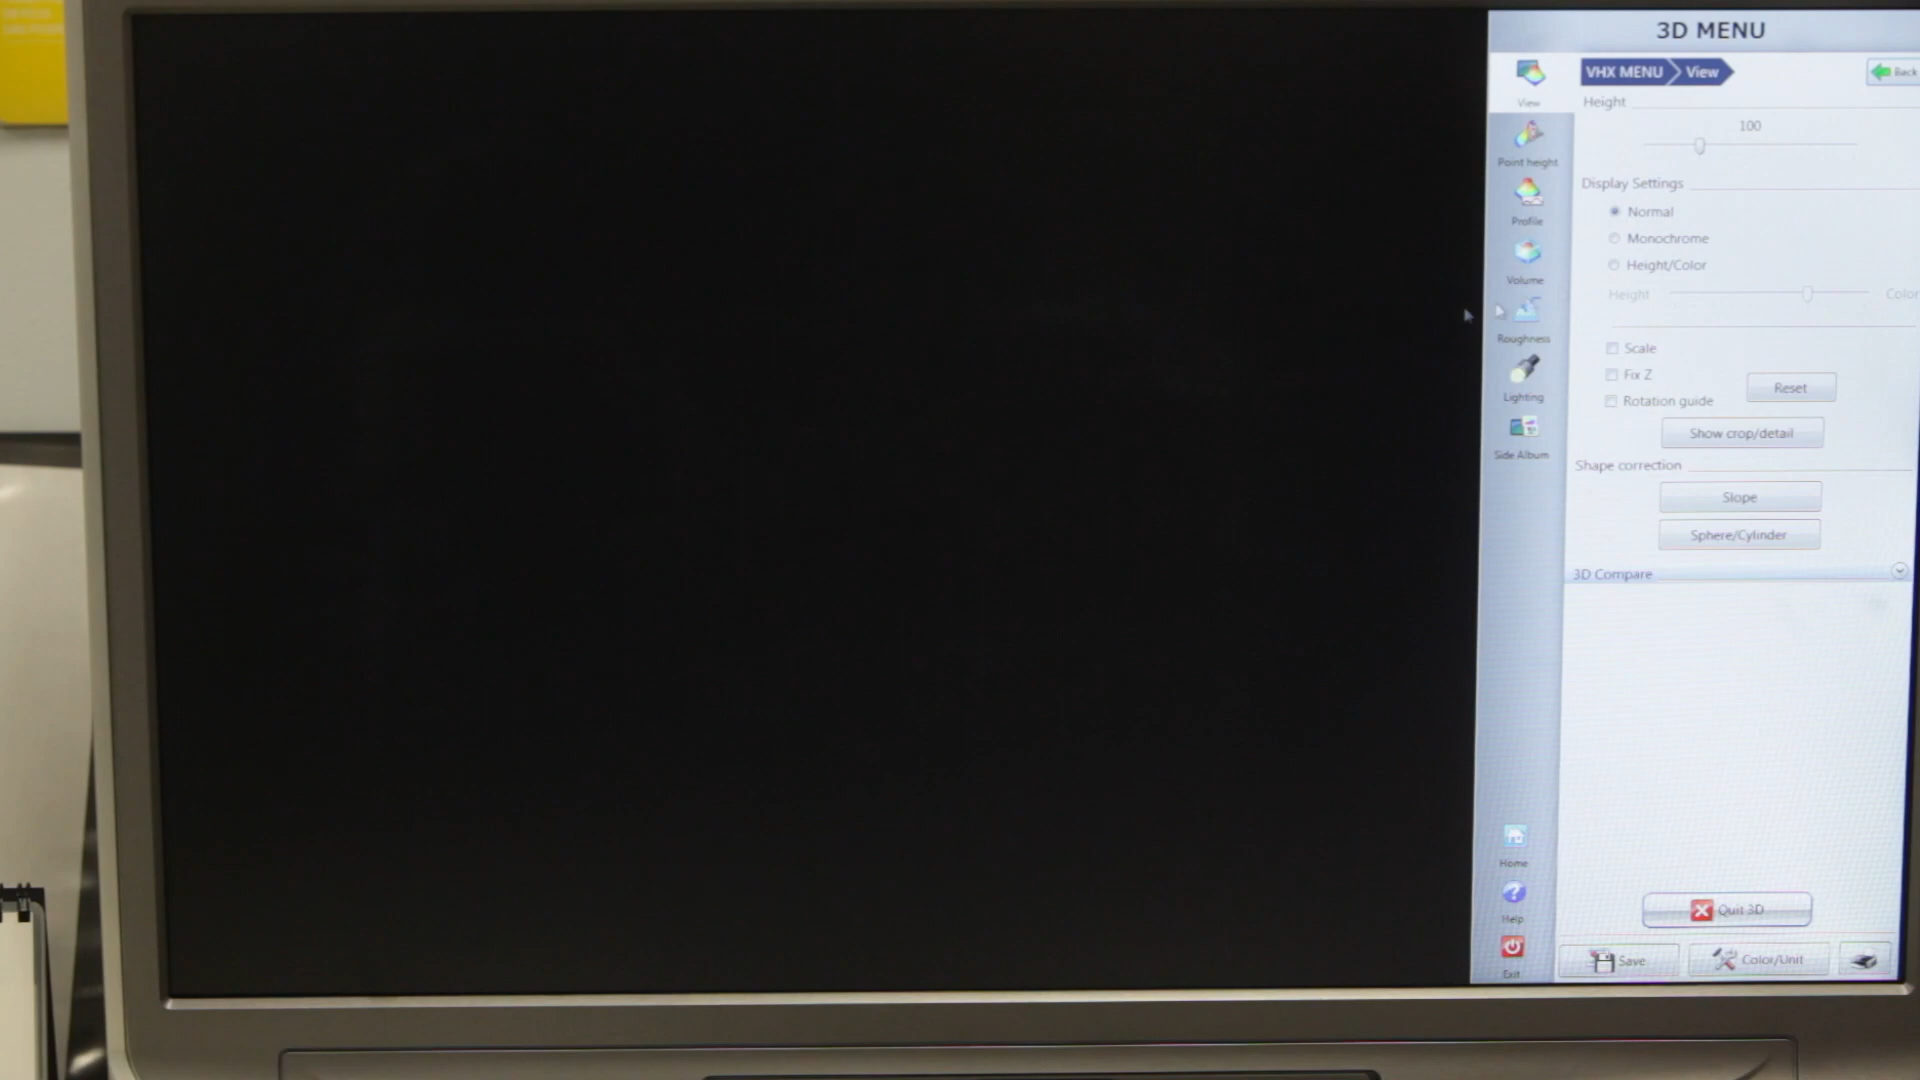 3D MENU
VHX MENU View
Back
View
Height
100
Point height
Display Settings
Normal
Profile
Monochrome
Height/Color
Volume
Height
Color
Roughness
Scale
Fix Z
Reset
Rotation guide
Lighting
Show crop/detail
Side Album
Shape correction
Slope
Sphere/Cylinder
3D Compare
Home
Quit 3D
Help
Save
Color/Unit
Exit